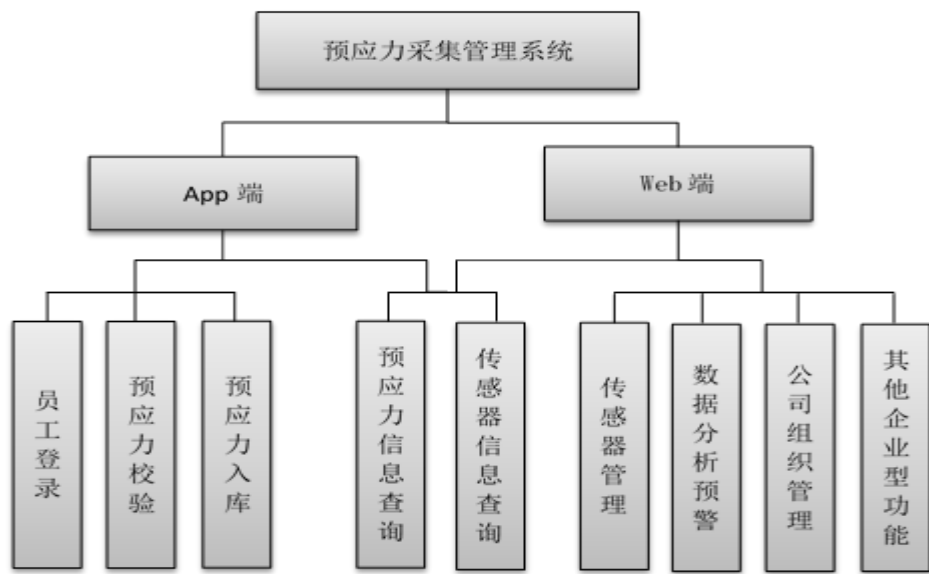 预应力采集管理系统
App 端
Web 端
员工登录
预应力校验
预应力入库
预应力信息查询
传感器信息查询
传感器管理
数据分析预警
公司组织管理
其他企业型功能